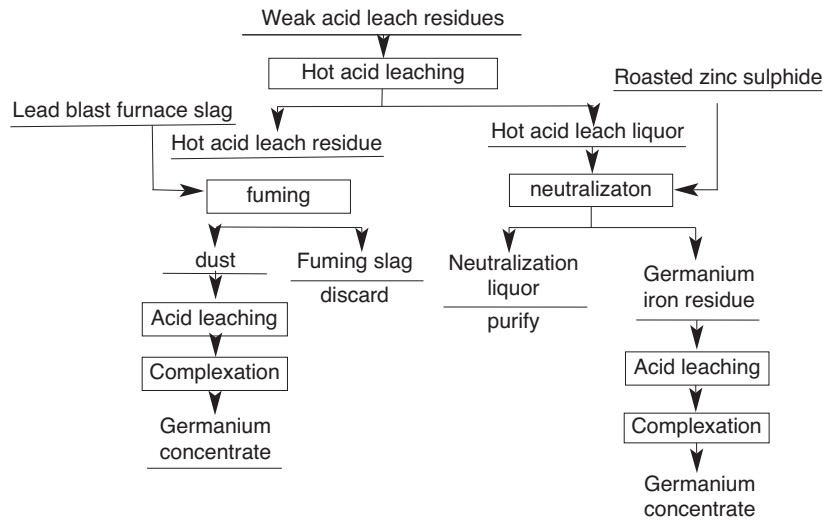 Weak acid leach residues
Hot acid leaching
Roasted zinc sulphide
Lead blast furnace slag
Hot acid leach residue
Hot acid leach liquor
fuming
neutralizaton
dust
Fuming slag
discard
Neutralization
liquor
purify
Germanium
iron residue
Acid leaching
Complexation
Germanium
concentrate
Acid leaching
Complexation
Germanium
concentrate